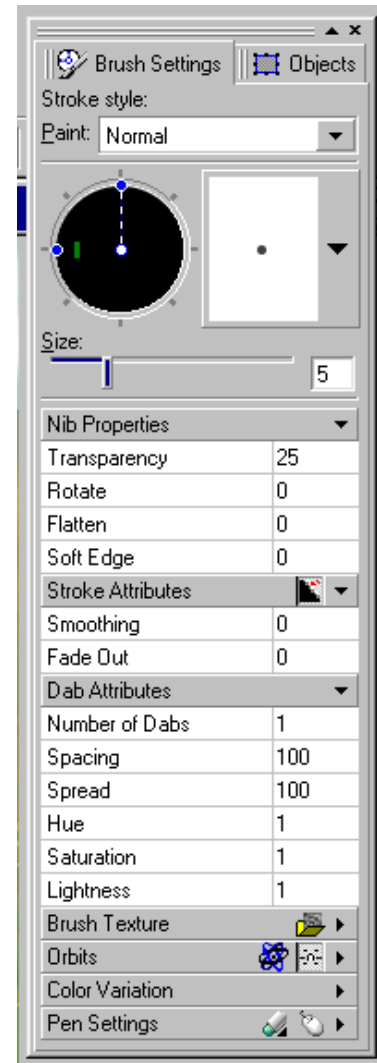 Brush Settings Objects
Stroke style:
Paint: Normal
Size:
5
Nib Properties
Transparency 25
Rotate 0
Flatten 0
Soft Edge 0
Stroke Attributes
Smoothing 0
Fade Out 0
Dab Attributes
Number of Dabs 1
Spacing 100
Spread 100
Hue 1
Saturation 1
Lightness 1
Brush Texture
Orbits
Color Variation
Pen Settings